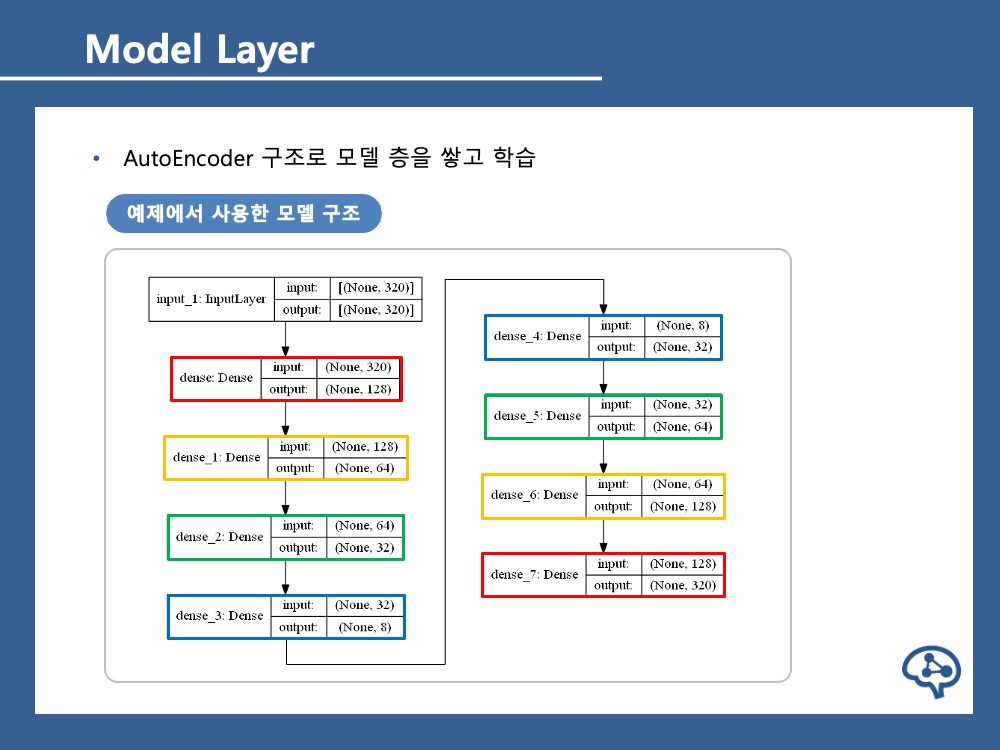 Model Layer
• AutoEncoder 구조로 모델 층을 쌓고 학습
예제에서 사용한 모델 구조
input_1: InputLayer
input: [(None, 320)]
output: [(None, 320)]
dense: Dense
input: (None, 320)
output: (None, 128)
dense_1: Dense
input: (None, 128)
output: (None, 64)
dense_2: Dense
input: (None, 64)
output: (None, 32)
dense_3: Dense
input: (None, 32)
output: (None, 8)
dense_4: Dense
input: (None, 8)
output: (None, 32)
dense_5: Dense
input: (None, 32)
output: (None, 64)
dense_6: Dense
input: (None, 64)
output: (None, 128)
dense_7: Dense
input: (None, 128)
output: (None, 320)